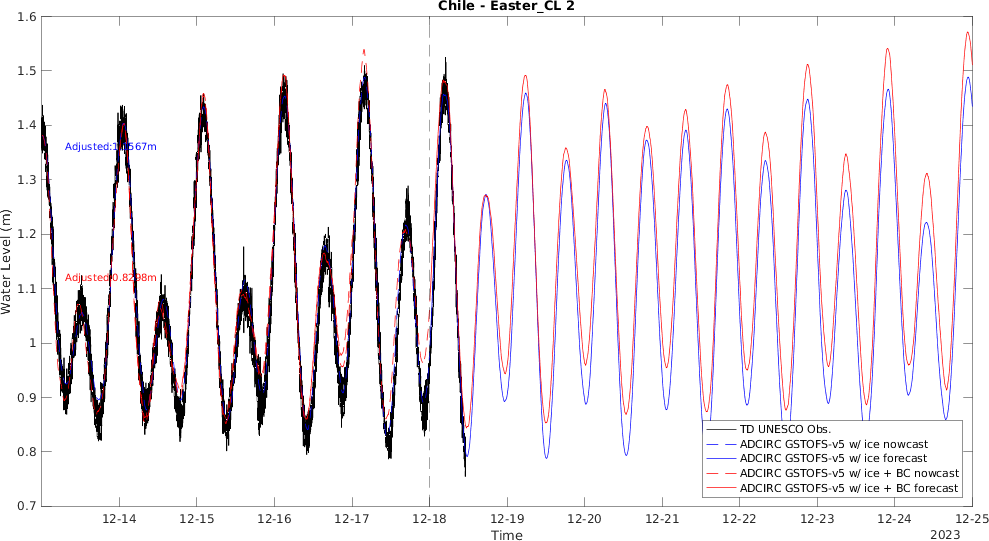 Chile - Easter_CL 2
Water Level (m)
1.6
1.5
1.4
1.3
1.2
1.1
1
0.9
0.8
0.7
Adjusted:
Adjusted:0.8298m
TD UNESCO Obs.
ADCIRC GSTOFS-v5 w/ ice nowcast
ADCIRC GSTOFS-v5 w/ ice forecast
ADCIRC GSTOFS-v5 w/ ice + BC nowcast
ADCIRC GSTOFS-v5 w/ ice + BC forecast
12-14 12-15 12-16 12-17 12-18 12-19 12-20 12-21 12-22 12-23 12-24 12-25
Time
2023